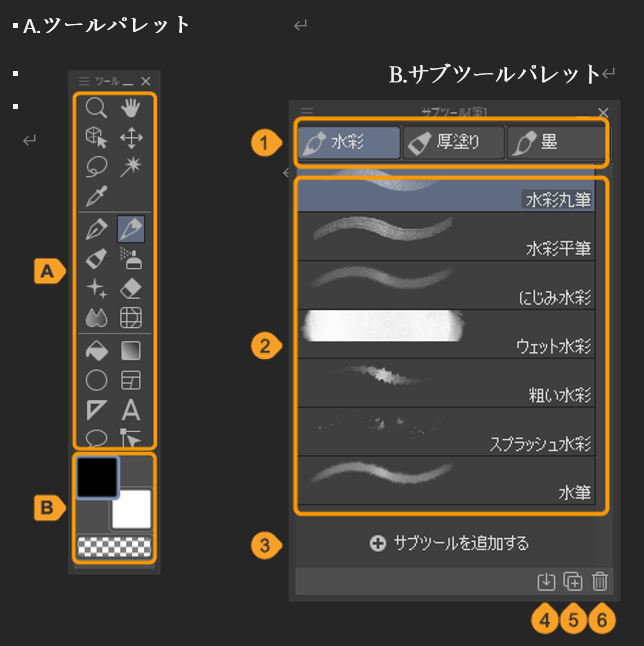 A.ツールパレット
B.サブツールパレット
ツール
A
B
サブツール[筆]
1
水彩
厚塗り
墨
2
水彩丸筆
水彩平筆
にじみ水彩
ウェット水彩
粗い水彩
スプラッシュ水彩
水筆
3
サブツールを追加する
4 5 6